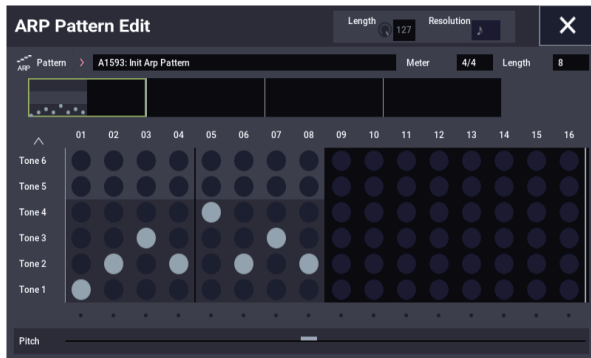 ARP Pattern Edit
Length 127 Resolution ♪ X
ARP Pattern > A1593: Init Arp Pattern Meter 4/4 Length 8
01 02 03 04 05 06 07 08 09 10 11 12 13 14 15 16
Tone 6
Tone 5
Tone 4
Tone 3
Tone 2
Tone 1
Pitch